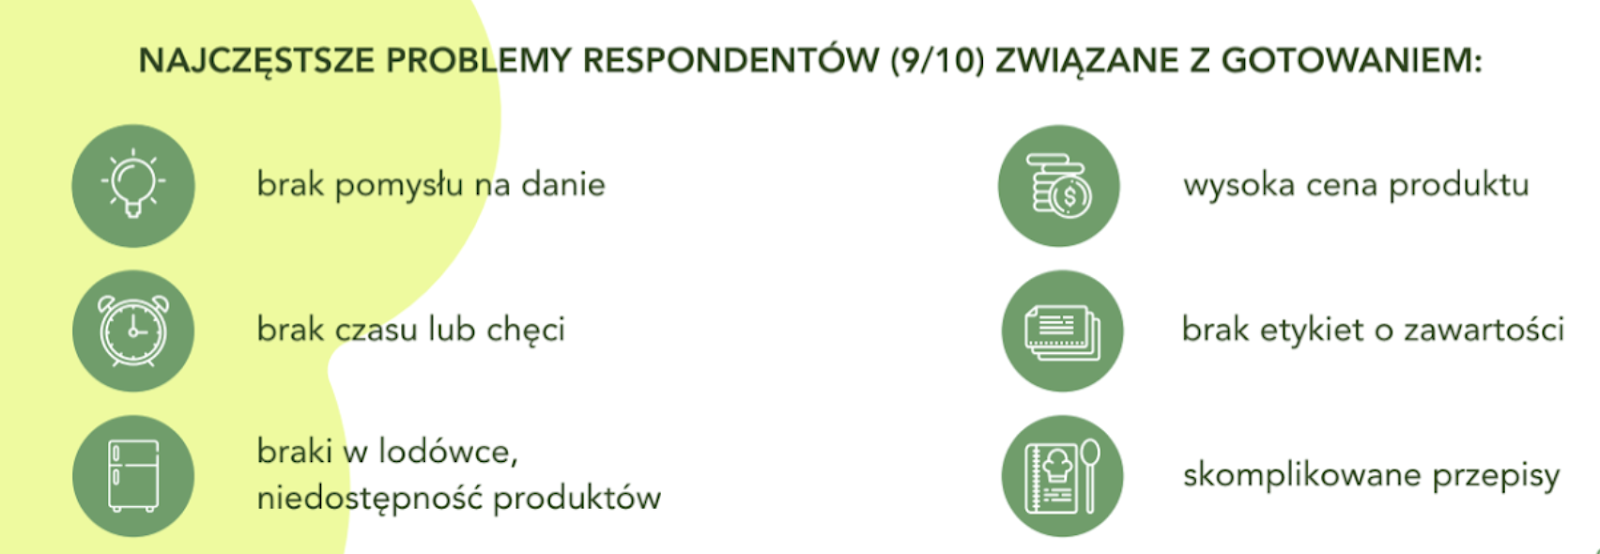 NAJCZĘSTSZE PROBLEMY RESPONDENTÓW (9/10) ZWIĄZANE Z GOTOWANIEM:
brak pomysłu na danie
brak czasu lub chęci
braki w lodówce,
niedostępność produktów
$
wysoka cena produktu
brak etykiet o zawartości
skomplikowane przepisy